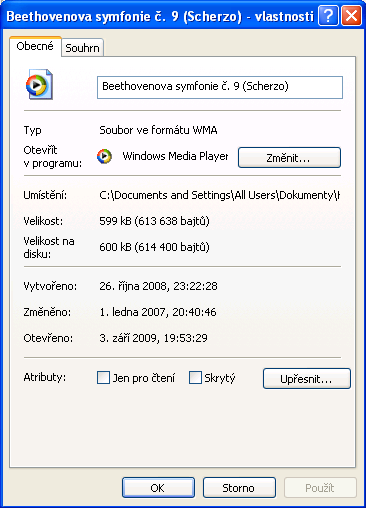 Beethovenova symfonie č. 9 (Scherzo) - vlastnosti
Obecné Souhrn
Beethovenova symfonie č. 9 (Scherzo)
Typ Soubor ve formátu WMA
Otevřít
v programu: Windows Media Player Změnit...
Umístění: C:\Documents and Settings\All Users\Dokumenty\H
Velikost: 599 kB (613 638 bajtů)
Velikost na
disku: 600 kB (614 400 bajtů)
Vytvořeno: 26. října 2008, 23:22:28
Změněno: 1. ledna 2007, 20:40:46
Otevřeno: 3. září 2009, 19:53:29
Atributy: Jen pro čtení Skrytý Upřesnit...
OK Storno Použít